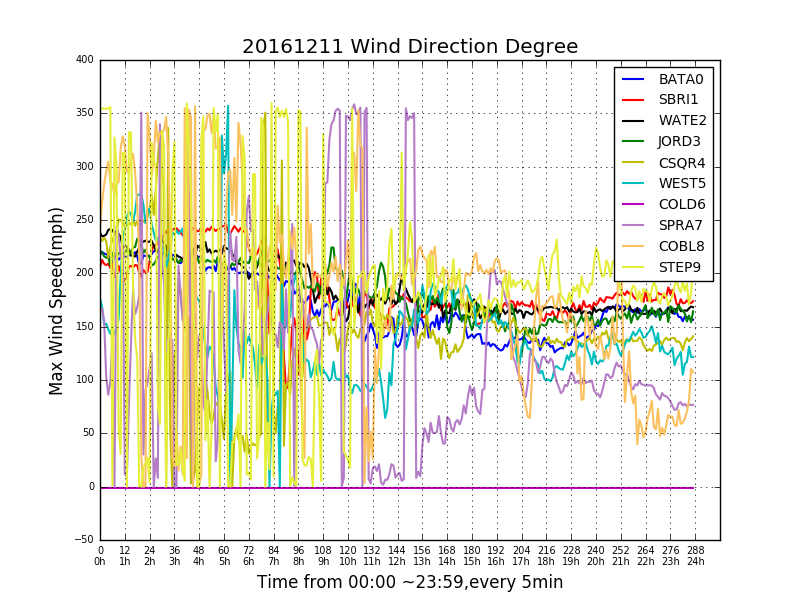 20161211 Wind Direction Degree
400
350
300
250
200
150
100
50
0
−50
Max Wind Speed(mph)
BATA0
SBRI1
WATE2
JORD3
CSQR4
WEST5
COLD6
SPRA7
COBL8
STEP9
0 12 24 36 48 60 72 84 96 108 120 132 144 156 168 180 192 204 216 228 240 252 264 276 288
0h 1h 2h 3h 4h 5h 6h 7h 8h 9h 10h 11h 12h 13h 14h 15h 16h 17h 18h 19h 20h 21h 22h 23h 24h
Time from 00:00 ~23:59,every 5min